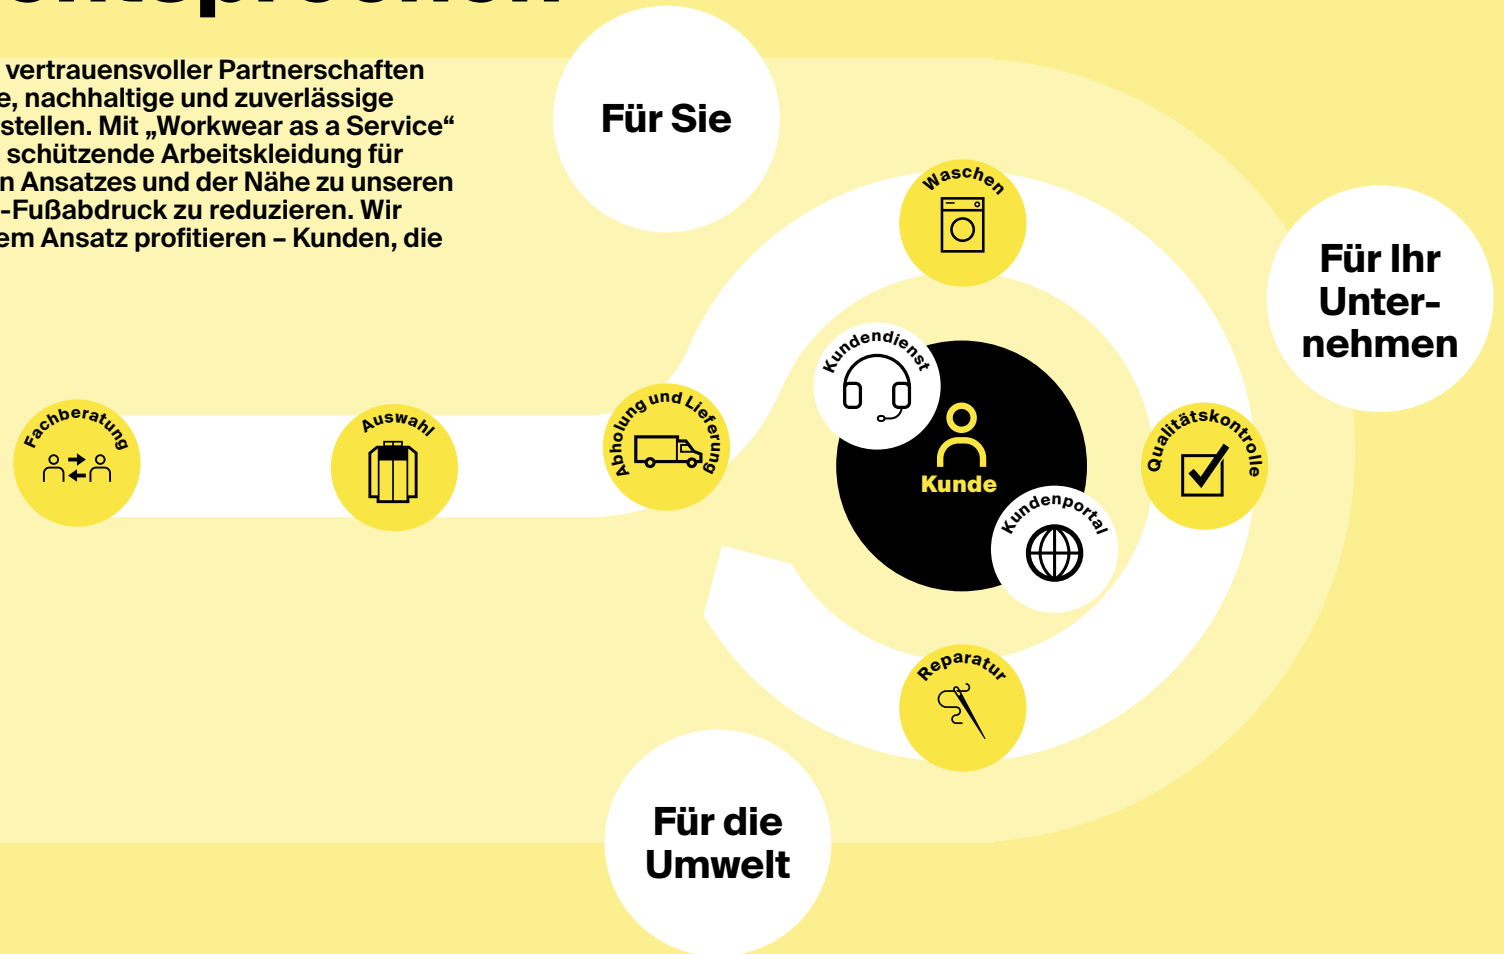 entsprechen
vertrauensvoller Partnerschaften
e, nachhaltige und zuverlässige
stellen. Mit „Workwear as a Service“
schützende Arbeitskleidung für
n Ansatzes und der Nähe zu unseren
-Fußabdruck zu reduzieren. Wir
em Ansatz profitieren – Kunden, die
Für Sie
Für Ihr
Unter-
nehmen
Waschen
Kundendienst
Kunde
Kundenportal
Fachberatung
Auswahl
Abholung und Lieferung
Qualitätskontrolle
Reparatur
Für die
Umwelt